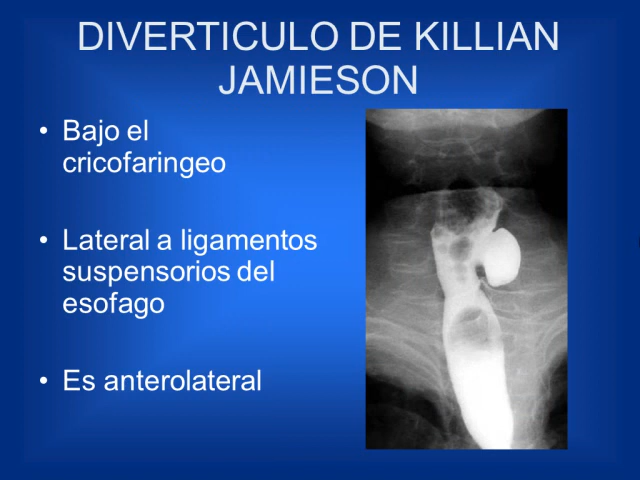 DIVERTICULO DE KILLIAN
JAMIESON
• Bajo el
cricofaringeo
• Lateral a ligamentos
suspensorios del
esofago
• Es anterolateral